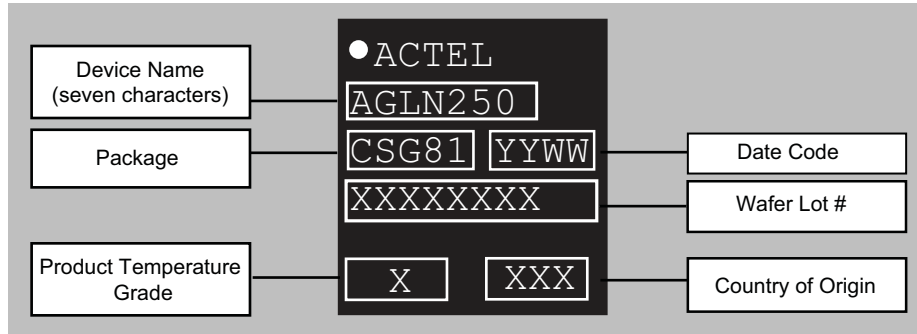 ACTEL
Device Name
(seven characters)
AGLN250
Package
CSG81
YYWW
Date Code
XXXXXXXX
Wafer Lot #
Product Temperature
Grade
X
XXX
Country of Origin